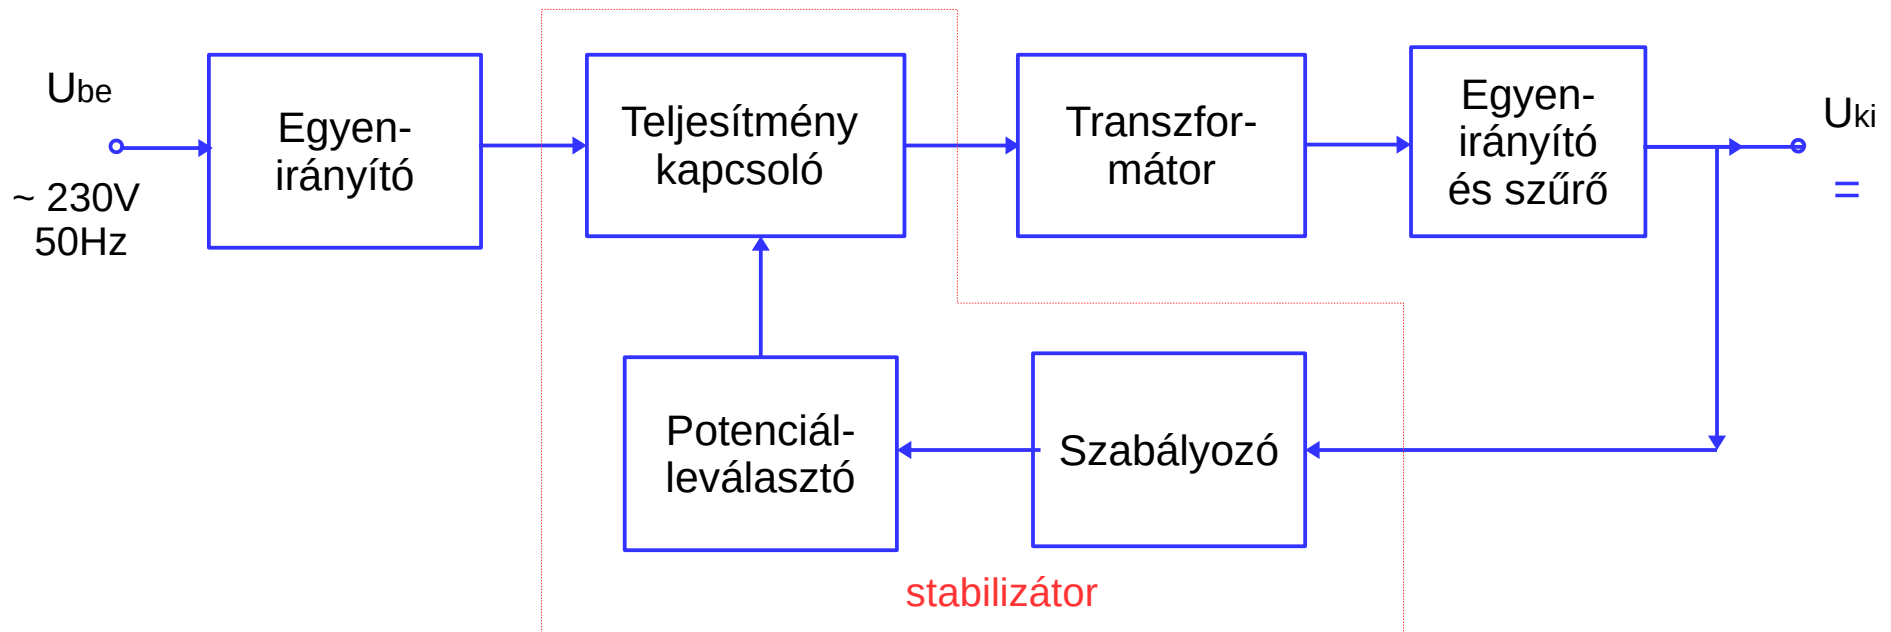 Ube
~ 230V
50Hz
Egyen-
irányító
Teljesítmény
kapcsoló
Transzfor-
mátor
Egyen-
irányító
és szűrő
Uki
=
Potenciál-
leválasztó
Szabályozó
stabilizátor